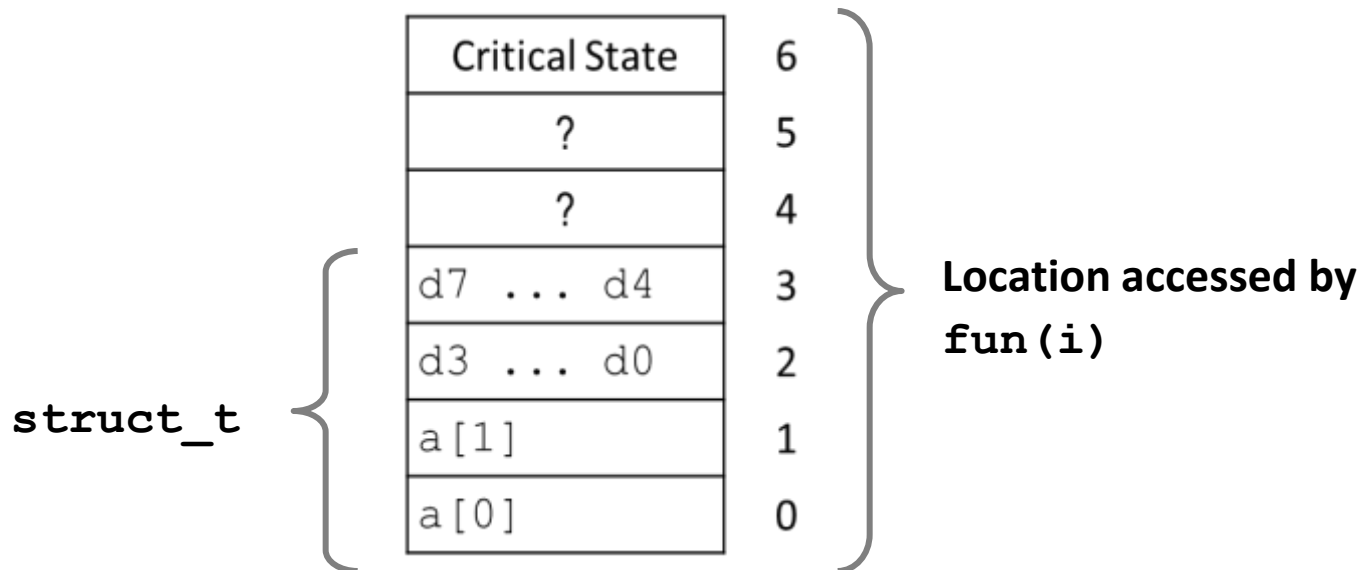 Critical State 6
? 5
? 4
d7 ... d4 3
d3 ... d0 2
a[1] 1
a[0] 0
struct_t
Location accessed by
fun(i)